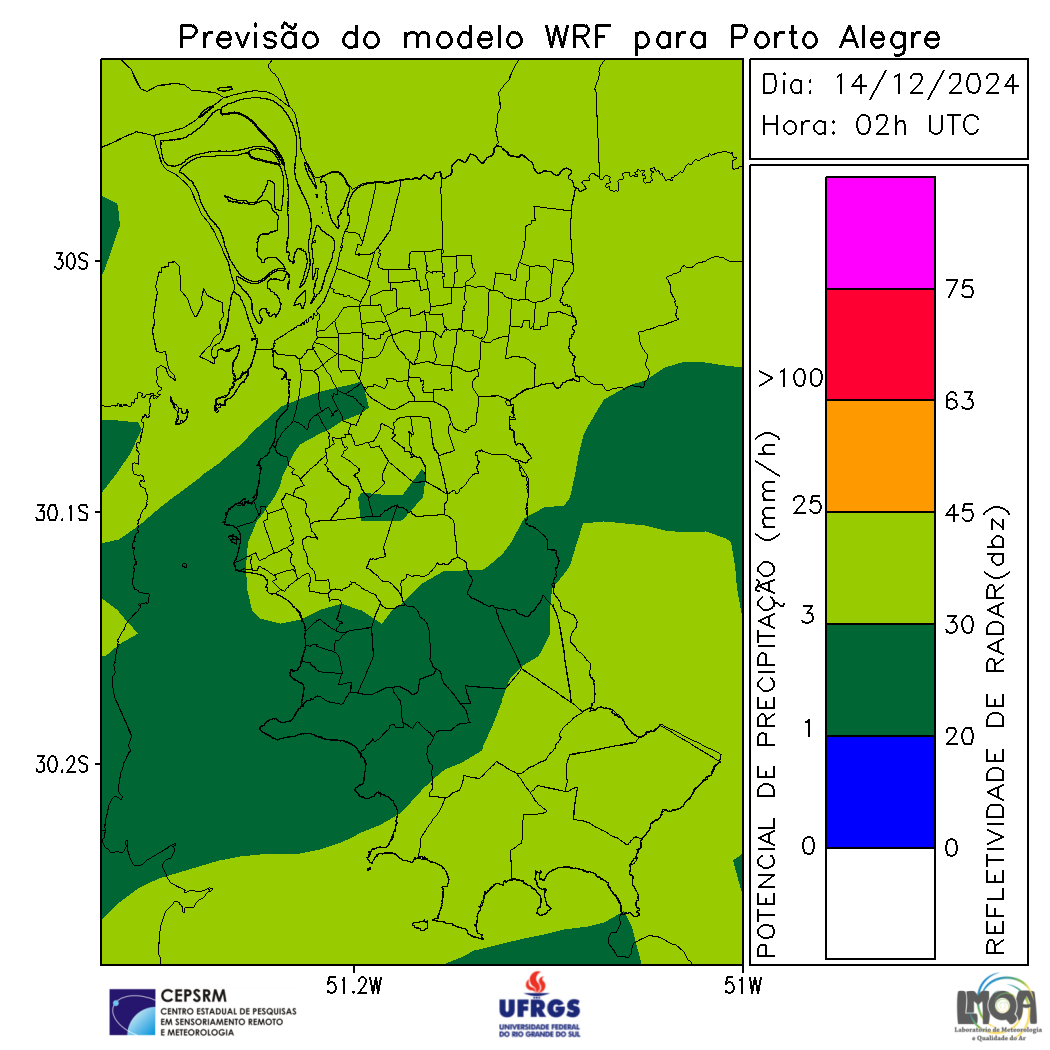 Previsão do modelo WRF para Porto Alegre
Dia: 14/12/2024
Hora: 02h UTC
30S
30.1S
30.2S
51.2W
51W
POTENCIAL DE PRECIPITAÇÃO (mm/h)
>100
25
3
1
0
75
63
45
30
20
0
REFLETIVIDADE DE RADAR(dbz)
CEPSRM
CENTRO ESTADUAL DE PESQUISAS
EM SENSORIAMENTO REMOTO
E METEOROLOGIA
UFRGS
UNIVERSIDADE FEDERAL
DO RIO GRANDE DO SUL
LMQA
Laboratório de Meteorologia
e Qualidade do Ar